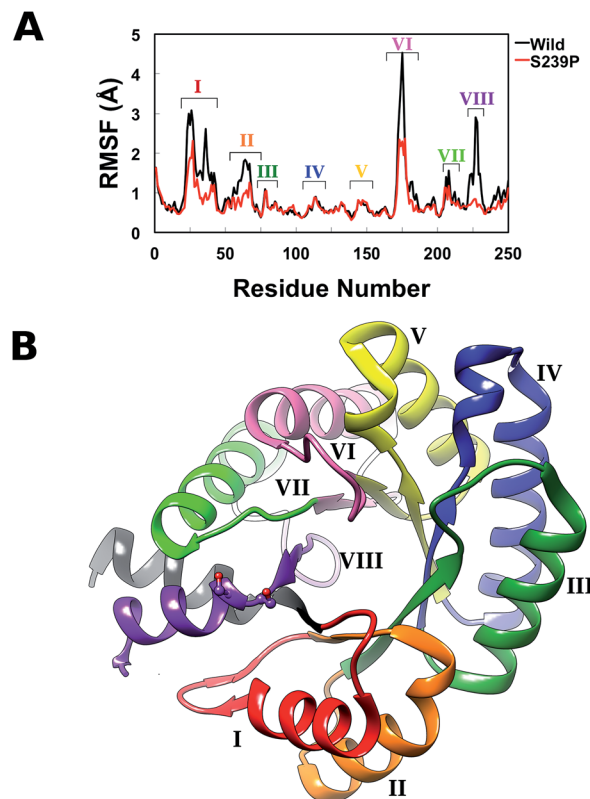 A
RMSF (Å)
5
4
3
2
1
0
I
II
III
IV
V
VI
VII
VIII
Wild
S239P
0 50 100 150 200 250
Residue Number
B
V
IV
VI
VII
VIII
III
I
II